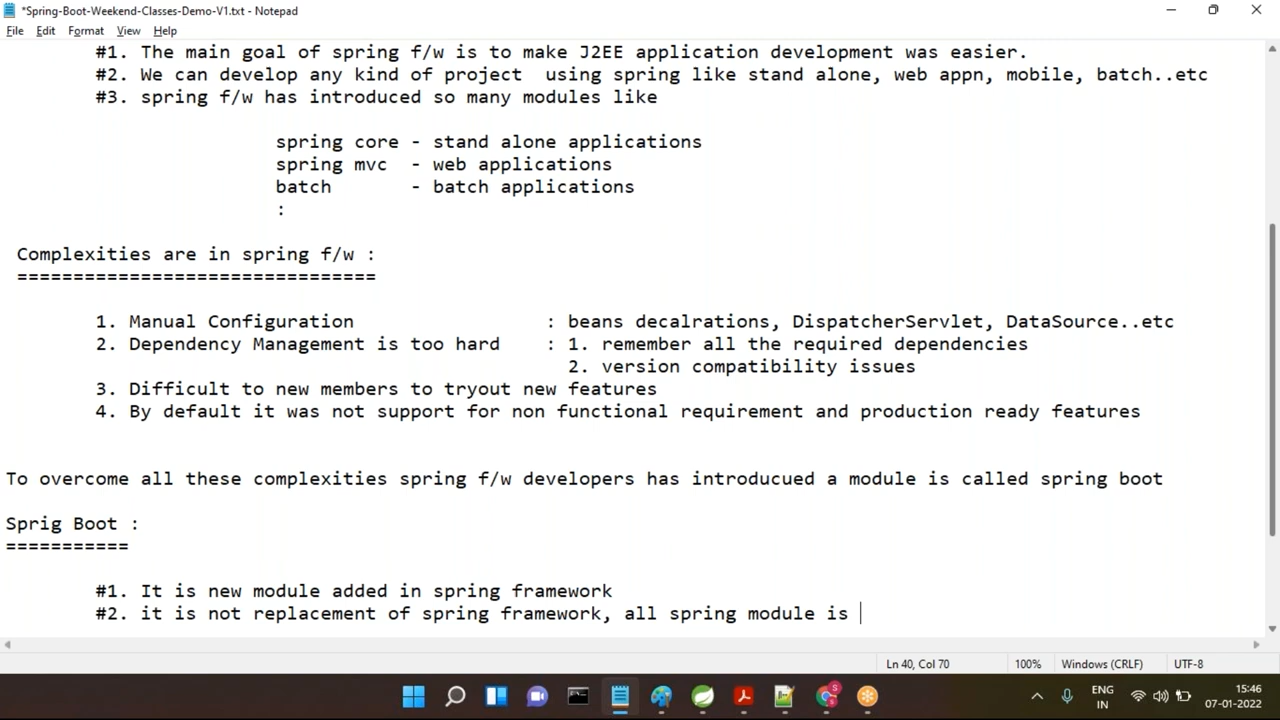 *Spring-Boot-Weekend-Classes-Demo-V1.txt - Notepad
File Edit Format View Help
#1. The main goal of spring f/w is to make J2EE application development was easier.
#2. We can develop any kind of project  using spring like stand alone, web appn, mobile, batch..etc
#3. spring f/w has introduced so many modules like
spring core - stand alone applications
spring mvc  - web applications
batch       - batch applications
:
Complexities are in spring f/w :
================================
1. Manual Configuration : beans decalrations, DispatcherServlet, DataSource..etc
2. Dependency Management is too hard : 1. remember all the required dependencies
2. version compatibility issues
3. Difficult to new members to tryout new features
4. By default it was not support for non functional requirement and production ready features
To overcome all these complexities spring f/w developers has introducued a module is called spring boot
Sprig Boot :
===========
#1. It is new module added in spring framework
#2. it is not replacement of spring framework, all spring module is
Ln 40, Col 70 100% Windows (CRLF) UTF-8
ENG 15:46
IN 07-01-2022